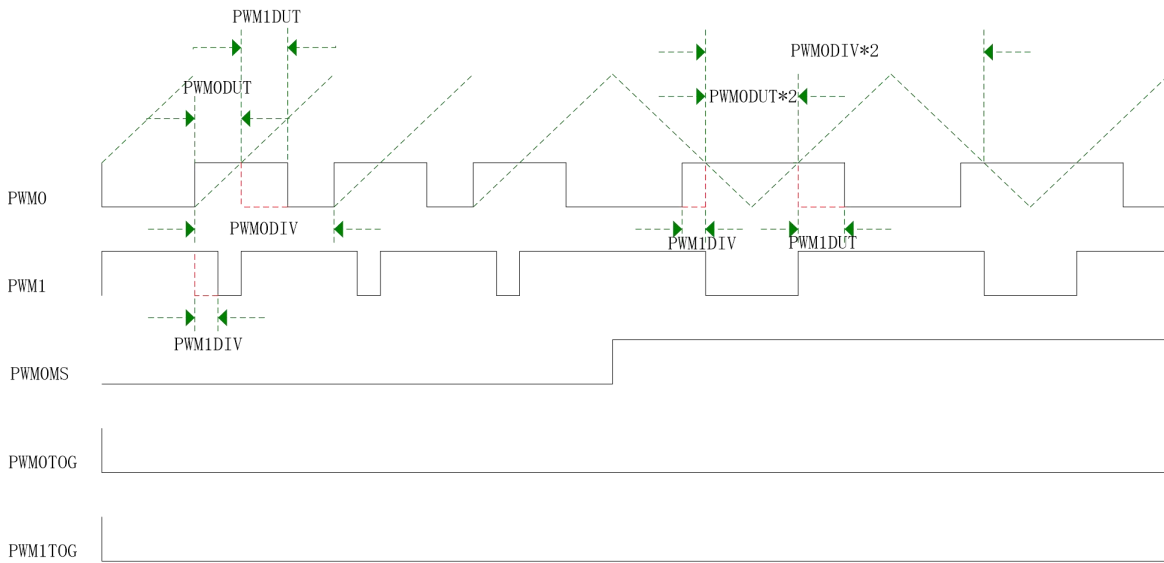 PWM1DUT
PWM0DIV*2
PWM0DUT
PWM0DUT*2
PWM0
PWM0DIV
PWM1DIV
PWM1DUT
PWM1
PWM1DIV
PWM0MS
PWM0TOG
PWM1TOG